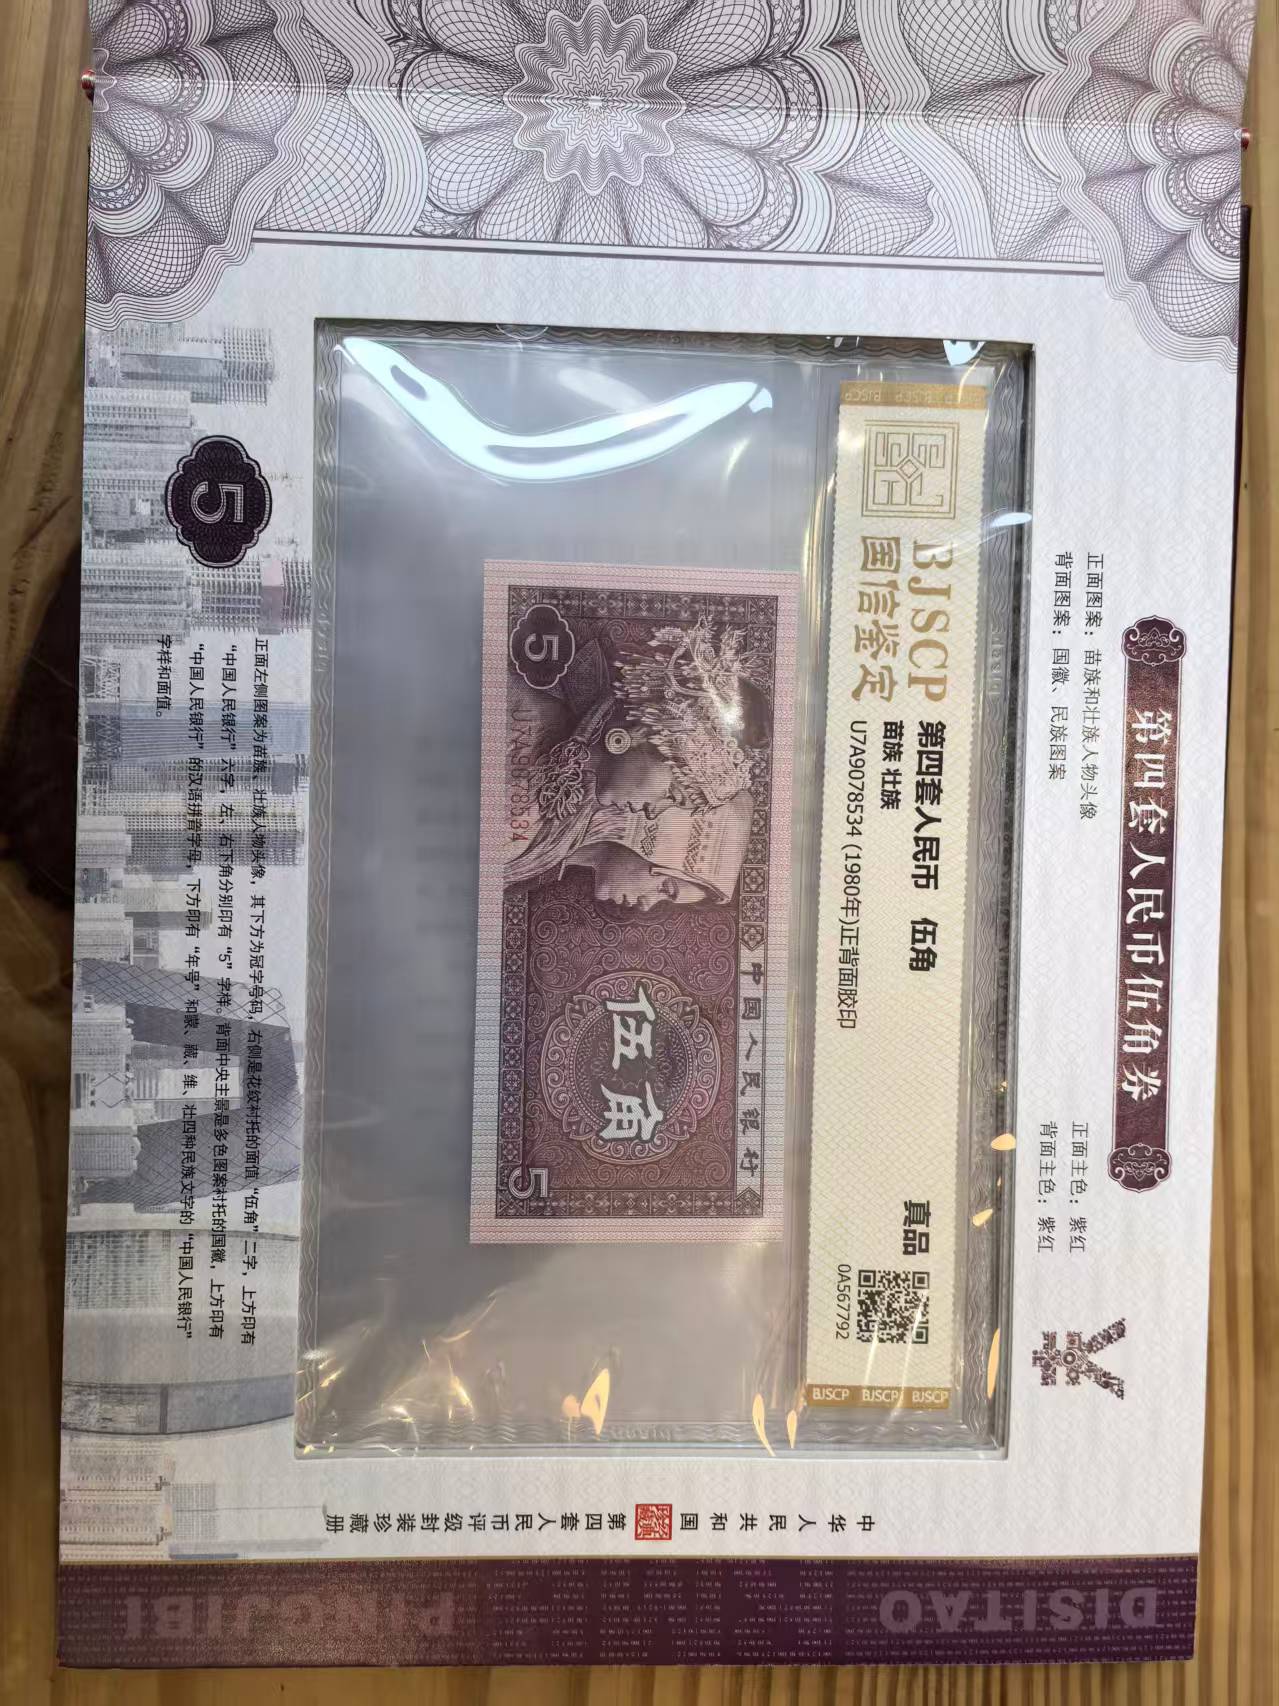 第四套人民币伍角券
正面图案：苗族和壮族人物头像
背面图案：国徽、民族图案
正面主色：紫红
背面主色：紫红
BJSCP BJSCP
BJSCP
国信鉴定
第四套人民币 伍角
苗族 壮族
U7A9078534 (1980年)正背面胶印
真品
0A567792
BJSCP BJSCP BJSCP
中国人民银行
伍角
5
5
U7A9078534
5
正面左侧图案为苗族、壮族人物头像，其下方为冠字号码，右侧是花纹衬托的面值“伍角”二字，上方印有
“中国人民银行”六字，左、右下角分别印有“5”字样。背面中央主景是多色图案衬托的国徽，上方印有
“中国人民银行”的汉语拼音字母，下方印有“年号”和蒙、藏、维、壮四种民族文字的“中国人民银行”
字样和面值。
中华人民共和国 第四套人民币评级封装珍藏册
DISITAO